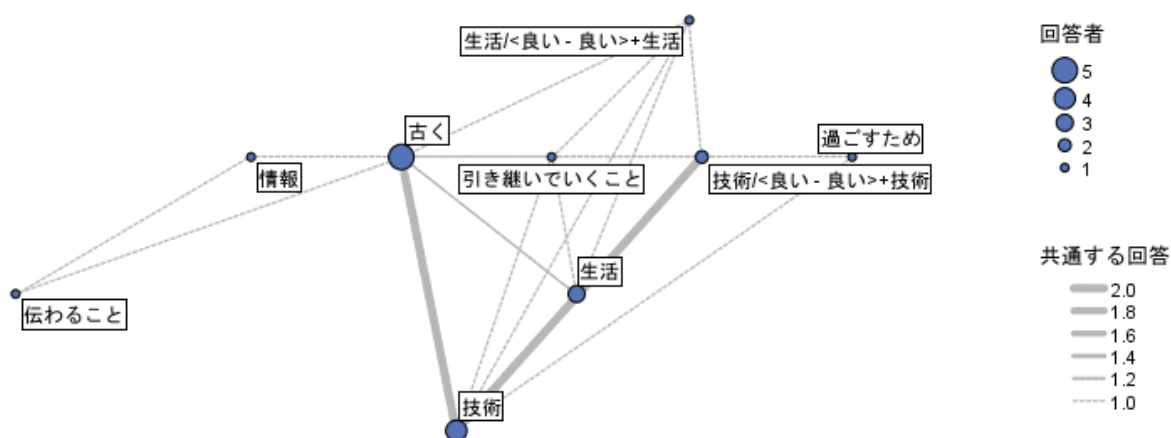 生活/<良い - 良い>+生活
古く
過ごすため
情報
引き継いでいくこと
技術/<良い - 良い>+技術
生活
伝わること
技術
回答者
5
4
3
2
1
共通する回答
2.0
1.8
1.6
1.4
1.2
1.0